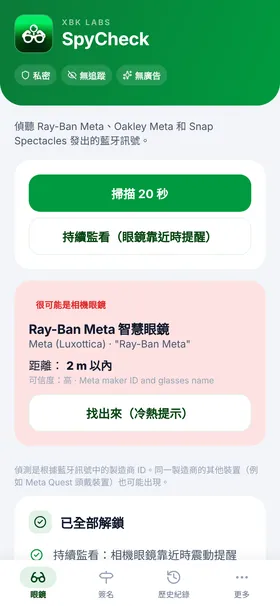 XBK LABS
SpyCheck
私密
無追蹤
無廣告
偵聽 Ray-Ban Meta、Oakley Meta 和 Snap
Spectacles 發出的藍牙訊號。
掃描 20 秒
持續監看（眼鏡靠近時提醒）
很可能是相機眼鏡
Ray-Ban Meta 智慧眼鏡
Meta (Luxottica) · "Ray-Ban Meta"
距離： 2 m 以內
可信度：高 · Meta maker ID and glasses name
找出來（冷熱提示）
偵測是根據藍牙訊號中的製造商 ID。同一製造商的其他裝置（例
如 Meta Quest 頭戴裝置）也可能出現。
已全部解鎖
持續監看：相機眼鏡靠近時震動提醒
眼鏡
簽名
歷史紀錄
更多